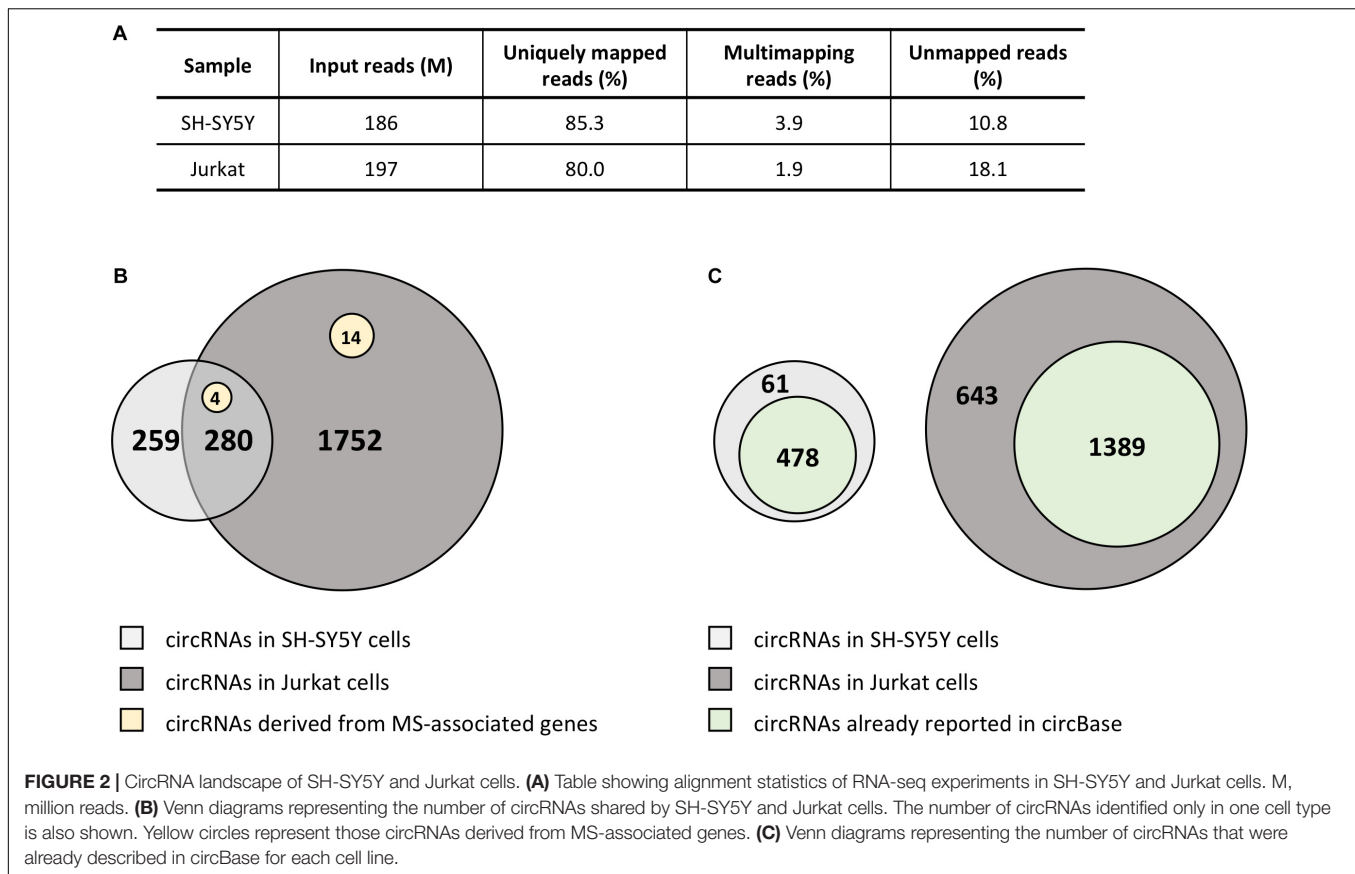 A
Sample Input reads (M) Uniquely mapped reads (%) Multimapping reads (%) Unmapped reads (%)
SH-SY5Y 186 85.3 3.9 10.8
Jurkat 197 80.0 1.9 18.1
B
14
4
259 280 1752
circRNAs in SH-SY5Y cells
circRNAs in Jurkat cells
circRNAs derived from MS-associated genes
C
61
478
643
1389
circRNAs in SH-SY5Y cells
circRNAs in Jurkat cells
circRNAs already reported in circBase
FIGURE 2 | CircRNA landscape of SH-SY5Y and Jurkat cells. (A) Table showing alignment statistics of RNA-seq experiments in SH-SY5Y and Jurkat cells. M,
million reads. (B) Venn diagrams representing the number of circRNAs shared by SH-SY5Y and Jurkat cells. The number of circRNAs identified only in one cell type
is also shown. Yellow circles represent those circRNAs derived from MS-associated genes. (C) Venn diagrams representing the number of circRNAs that were
already described in circBase for each cell line.